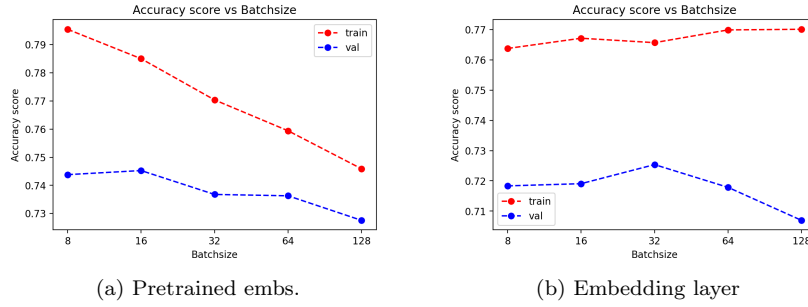 Accuracy score vs Batchsize
train
val
0.79
0.78
0.77
0.76
0.75
0.74
0.73
Accuracy score
8 16 32 64 128
Batchsize
(a) Pretrained embs.
Accuracy score vs Batchsize
0.77
0.76
0.75
0.74
0.73
0.72
0.71
Accuracy score
train
val
8 16 32 64 128
Batchsize
(b) Embedding layer